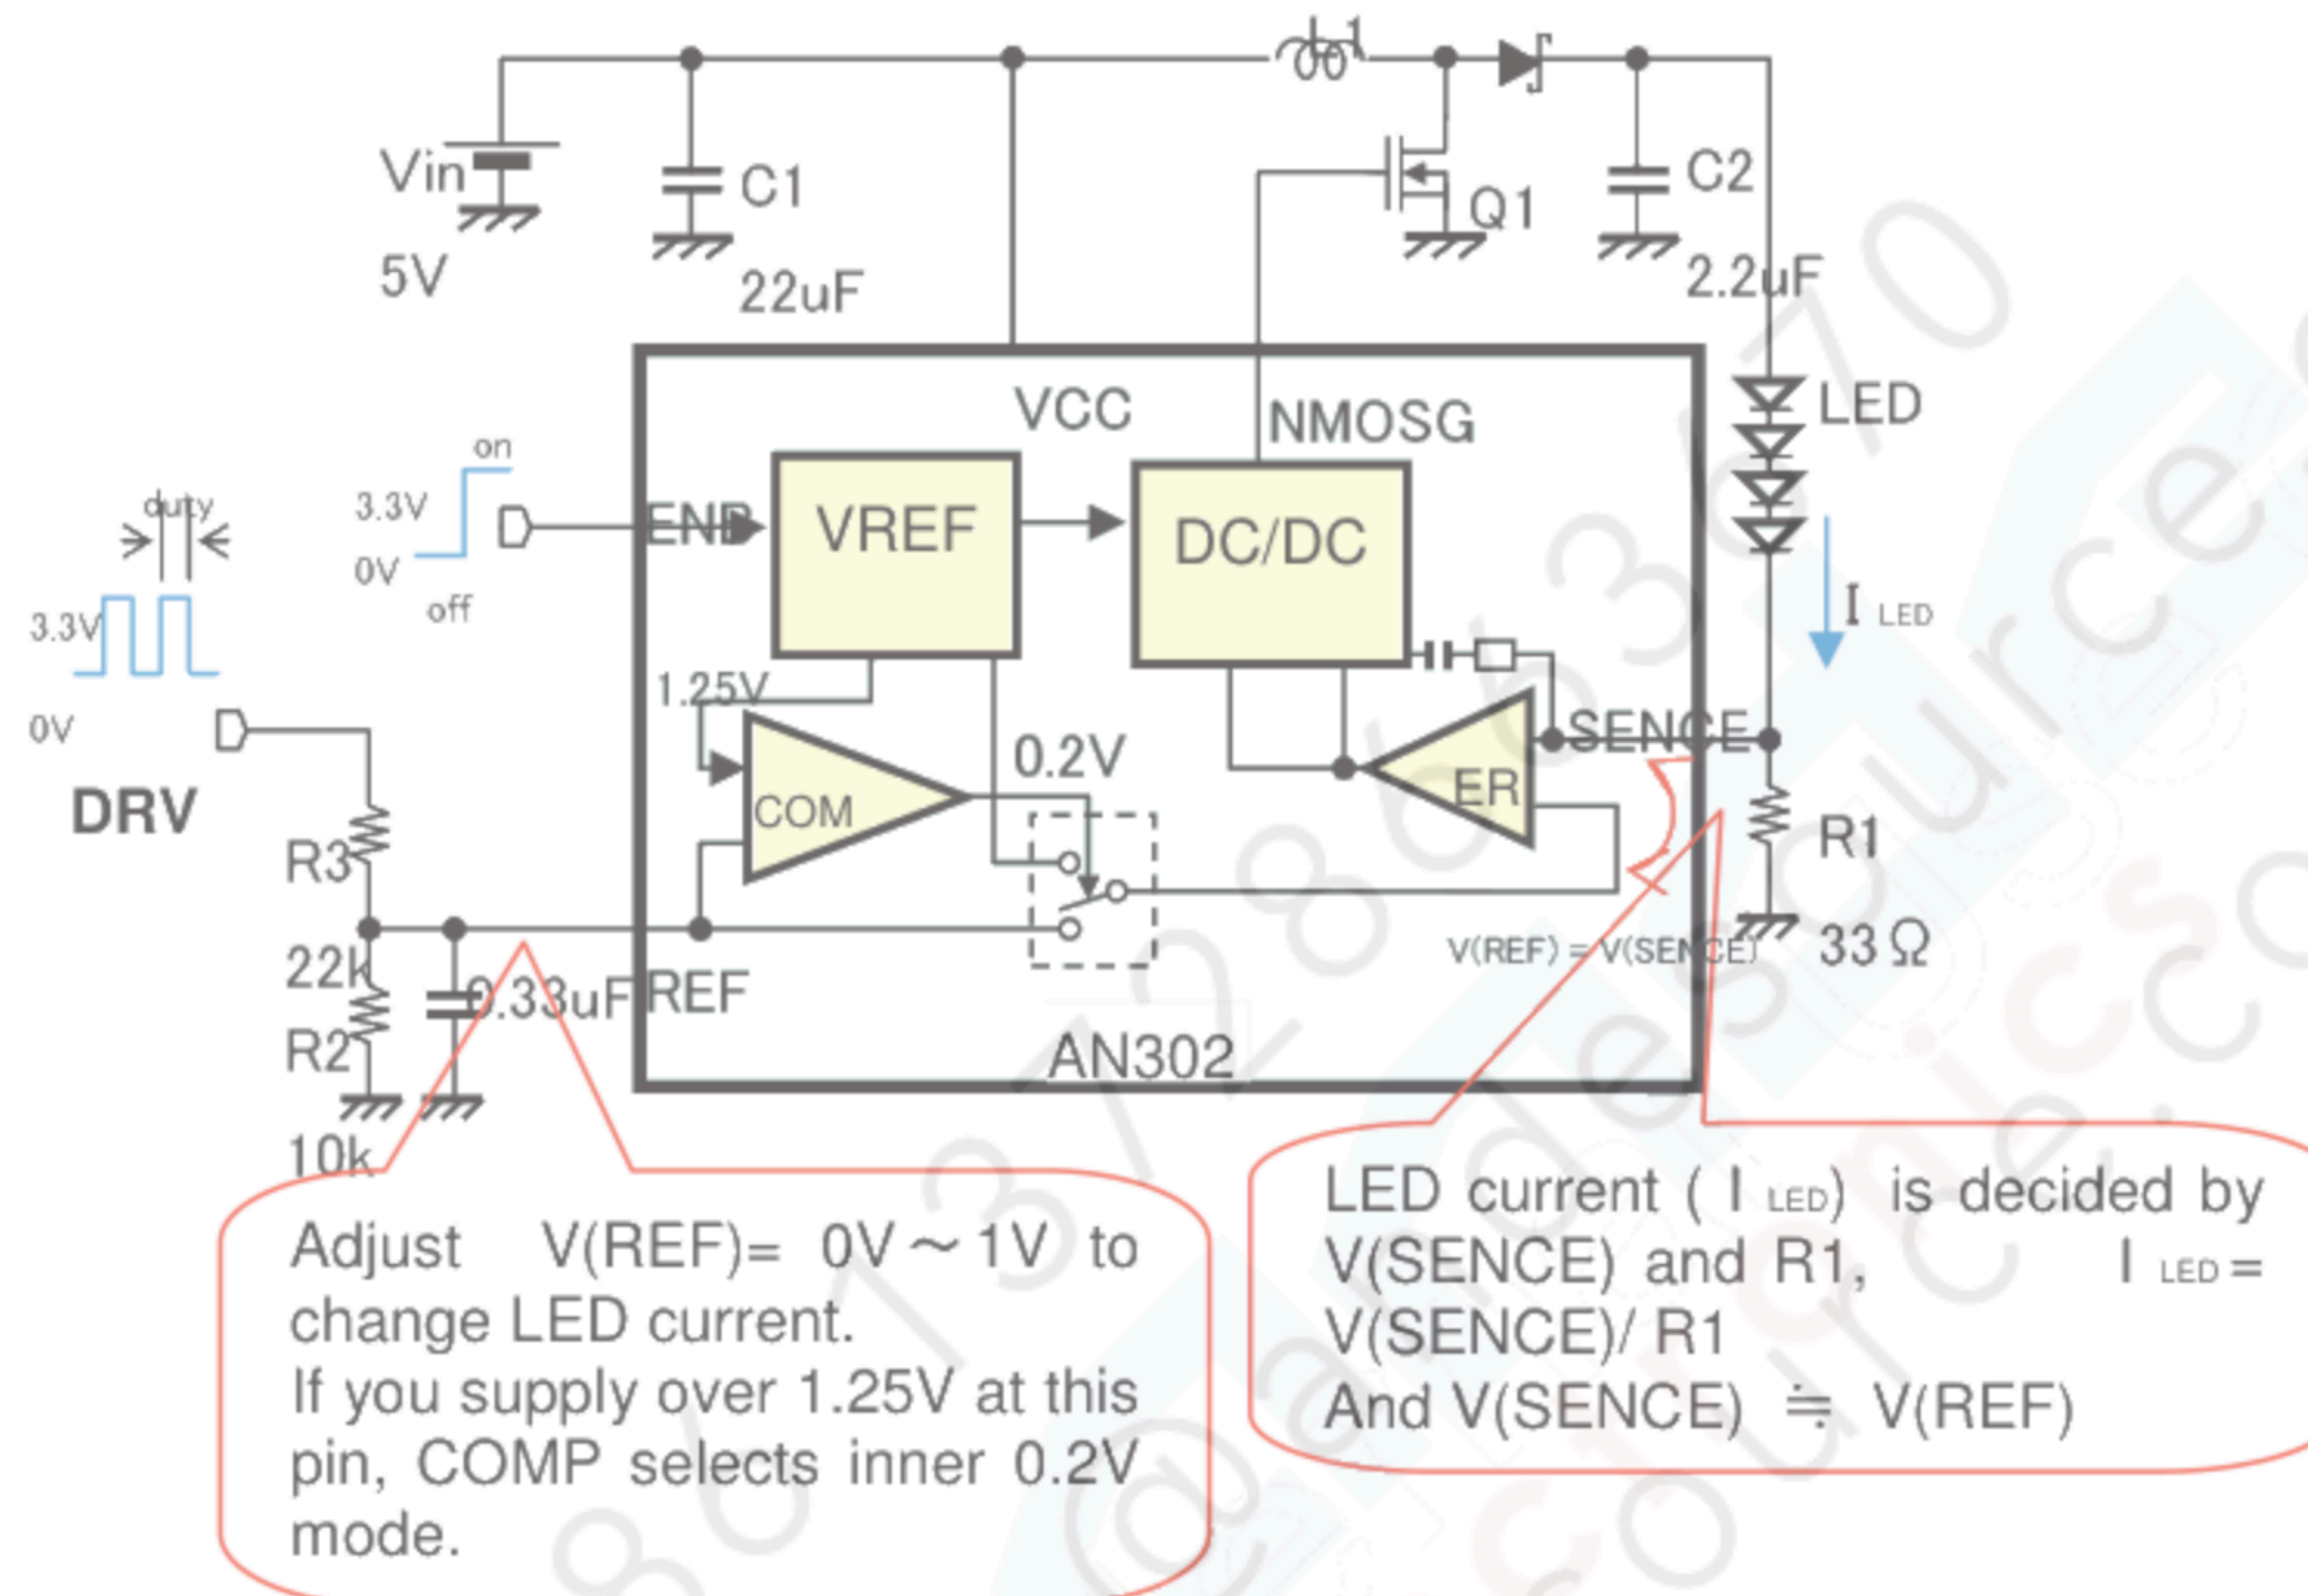 L1
Vin
5V
C1
22uF
Q1
C2
2.2uF
VCC
NMOSG
LED
on
3.3V
0V
off
ENB
VREF
DC/DC
duty
3.3V
0V
DRV
I LED
1.25V
COM
0.2V
ER
SENCE
R1
33Ω
R3
22k
R2
10k
0.33uF
REF
V(REF) = V(SENCE)
AN302
Adjust V(REF)= 0V～1V to
change LED current.
If you supply over 1.25V at this
pin, COMP selects inner 0.2V
mode.
LED current ( I LED) is decided by
V(SENCE) and R1, I LED =
V(SENCE)/ R1
And V(SENCE) ≒ V(REF)